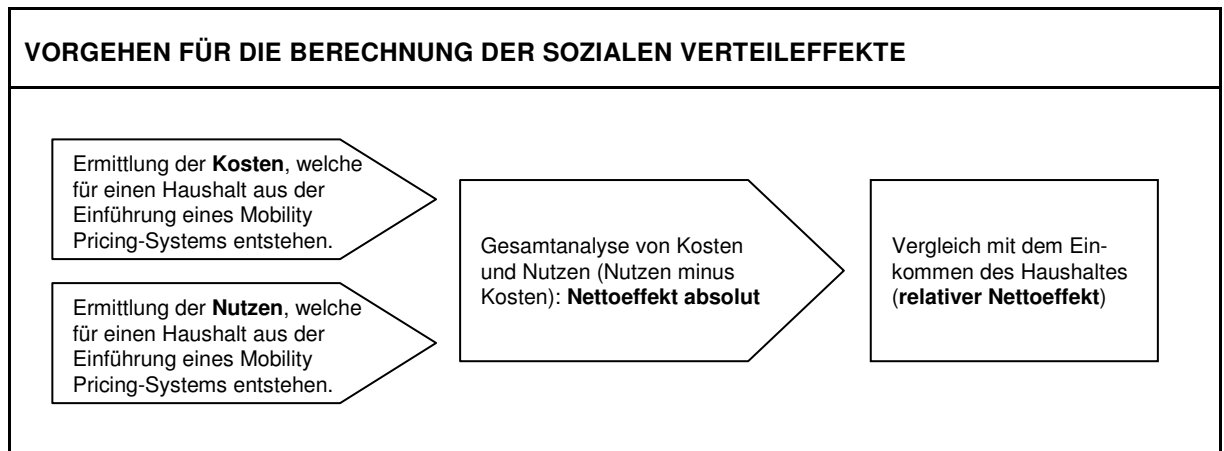 VORGEHEN FÜR DIE BERECHNUNG DER SOZIALEN VERTEILEFFEKTE
Ermittlung der Kosten, welche
für einen Haushalt aus der
Einführung eines Mobility
Pricing-Systems entstehen.
Ermittlung der Nutzen, welche
für einen Haushalt aus der
Einführung eines Mobility
Pricing-Systems entstehen.
Gesamtanalyse von Kosten
und Nutzen (Nutzen minus
Kosten): Nettoeffekt absolut
Vergleich mit dem Ein-
kommen des Haushaltes
(relativer Nettoeffekt)